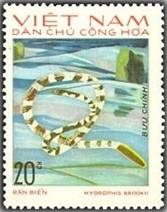 VIỆT NAM
DÂN CHỦ CỘNG HÒA
BƯU CHÍNH
20xu
RẮN BIỂN
HYDROPHIS BROOKII